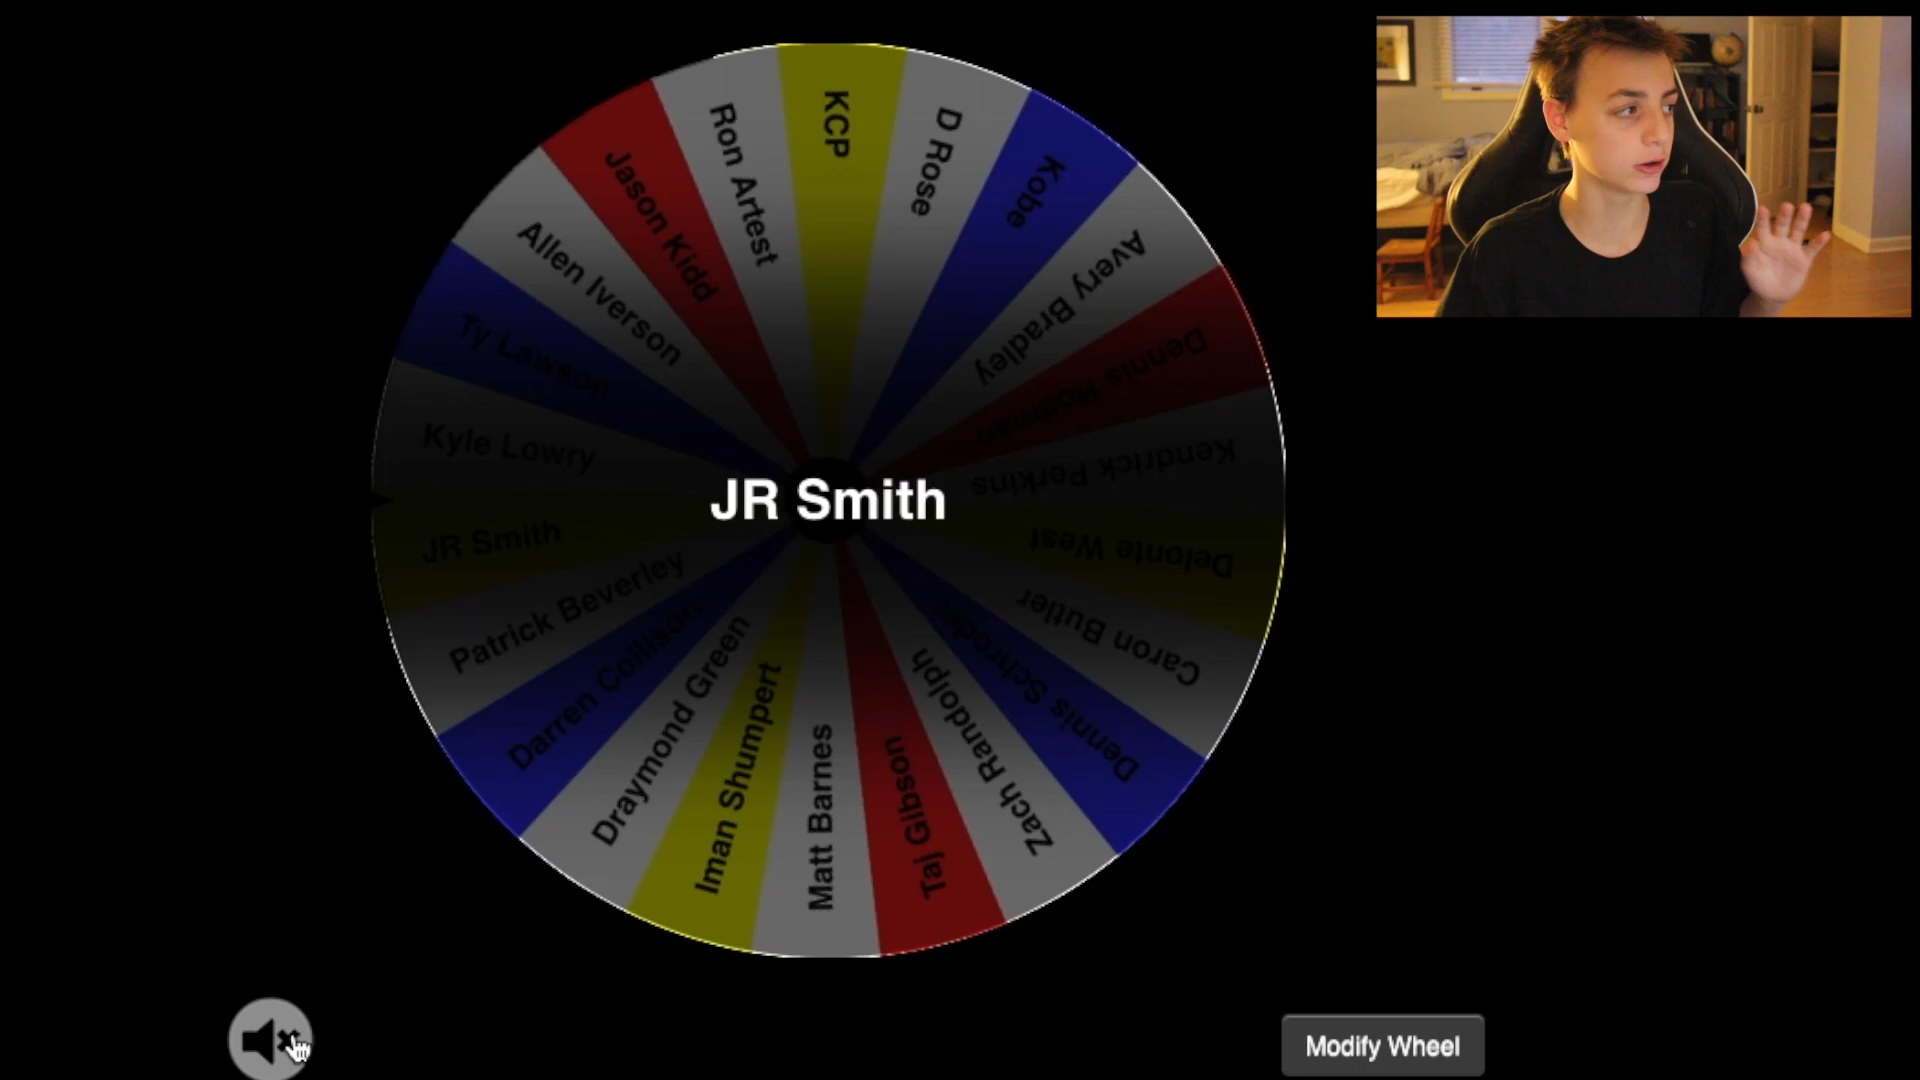 KCP
D Rose
Kobe
Avery Bradley
Dennis Rodman
Kendrick Perkins
Delonte West
Caron Butler
Dennis Schroder
Zach Randolph
Taj Gibson
Matt Barnes
Iman Shumpert
Draymond Green
Darren Collison
Patrick Beverley
JR Smith
Kyle Lowry
Ty Lawson
Allen Iverson
Jason Kidd
Ron Artest
JR Smith
Modify Wheel